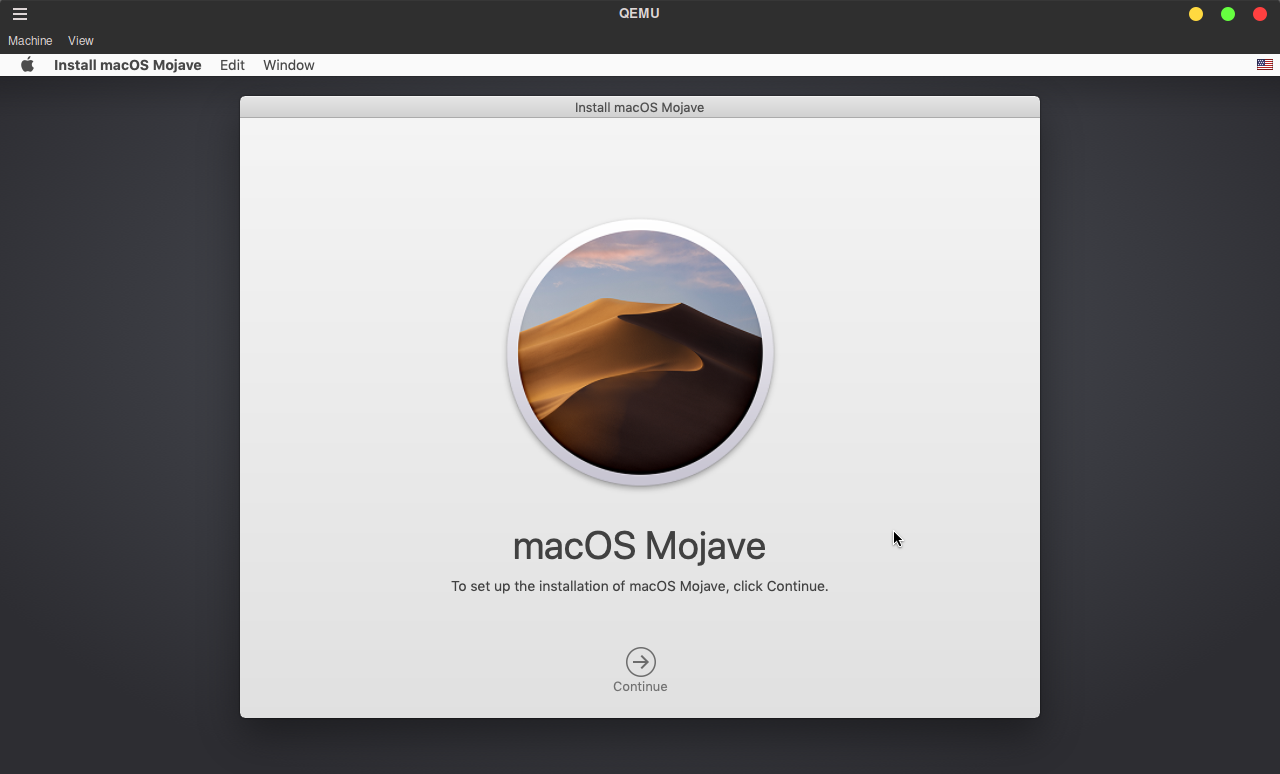 QEMU
Machine View
Install macOS Mojave Edit Window
Install macOS Mojave
macOS Mojave
To set up the installation of macOS Mojave, click Continue.
Continue